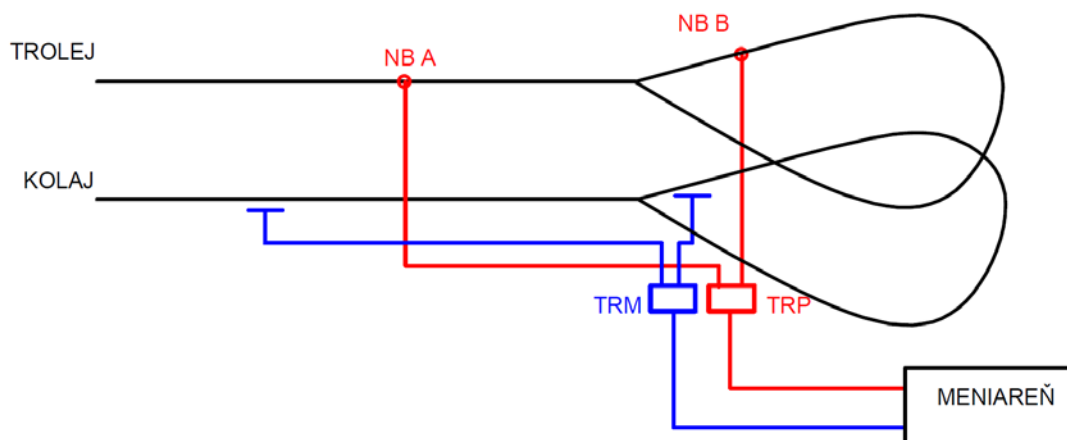 TROLEJ
NB A
NB B
KOLAJ
TRM
TRP
MENIAREŇ